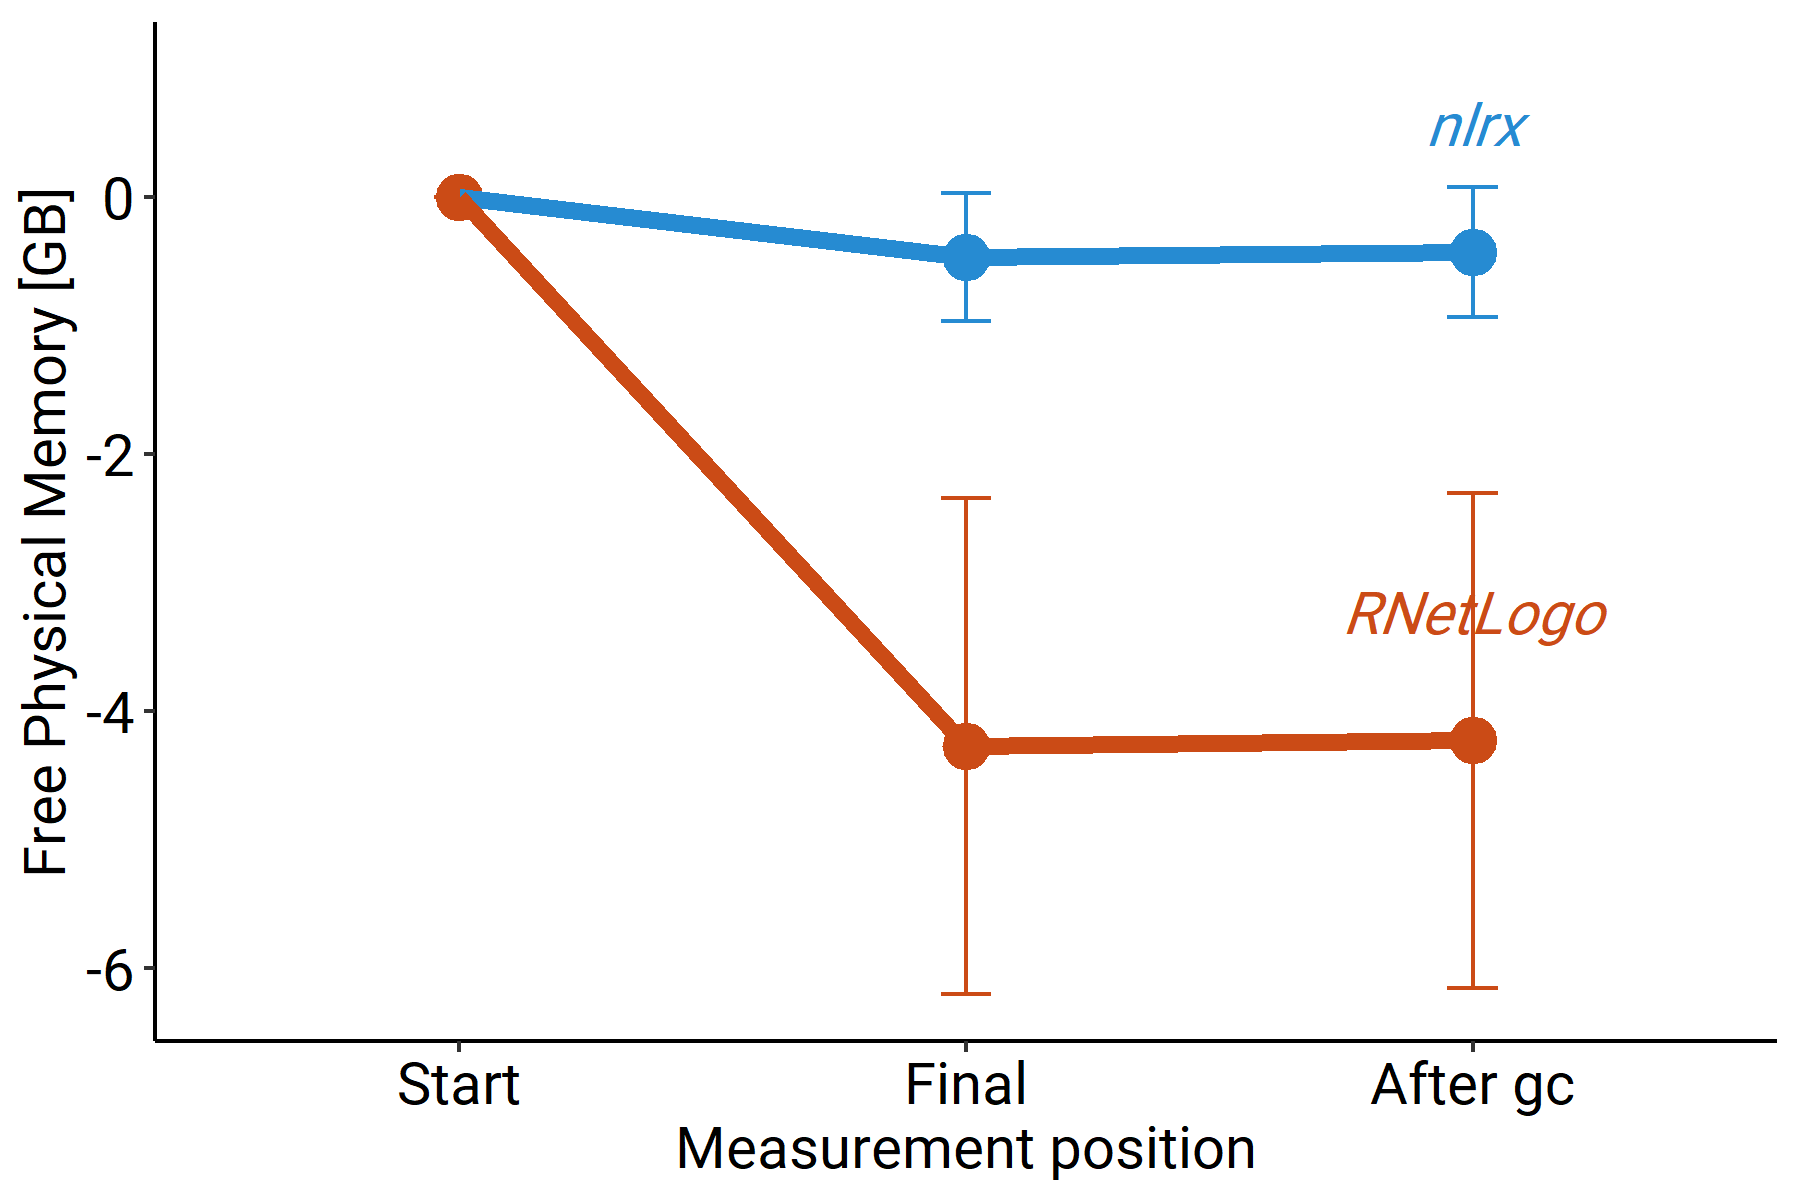 Free Physical Memory [GB]
0
-2
-4
-6
nlrx
RNetLogo
Start
Final
After gc
Measurement position